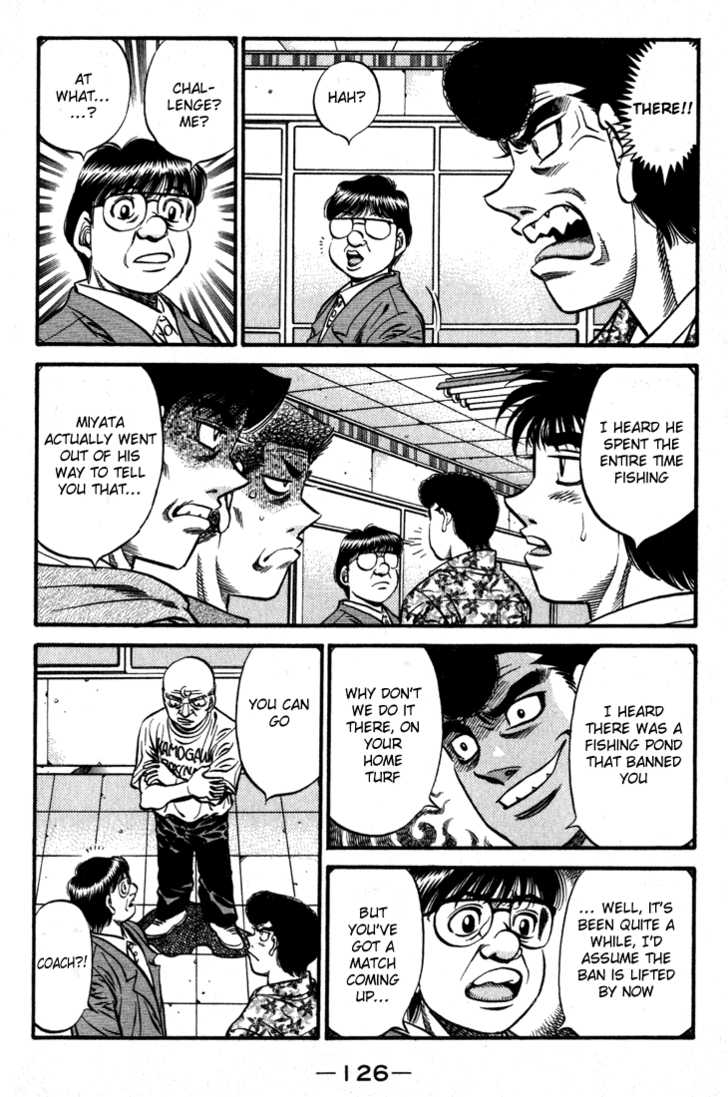 THERE!!
HAH?
CHAL-
LENGE?
ME?
AT
WHAT...
...?
I HEARD HE
SPENT THE
ENTIRE TIME
FISHING
MIYATA
ACTUALLY WENT
OUT OF HIS
WAY TO TELL
YOU THAT...
I HEARD
THERE WAS A
FISHING POND
THAT BANNED
YOU
WHY DON'T
WE DO IT
THERE, ON
YOUR
HOME
TURF
... WELL, IT'S
BEEN QUITE A
WHILE, I'D
ASSUME THE
BAN IS LIFTED
BY NOW
BUT
YOU'VE
GOT A
MATCH
COMING
UP...
YOU CAN
GO
COACH?!
—126—